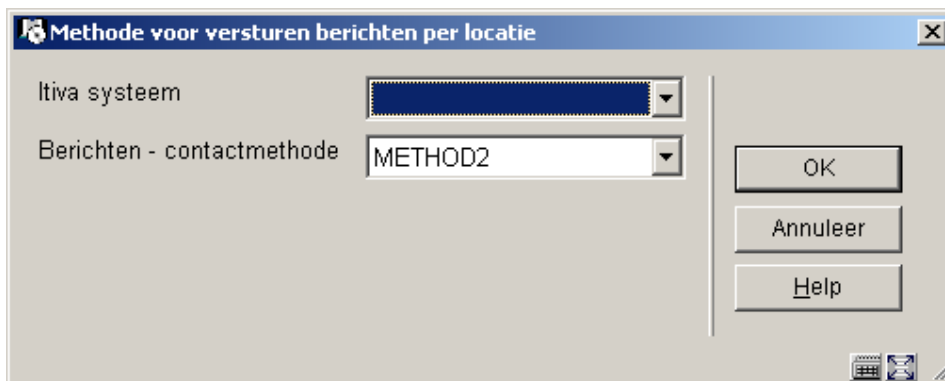 Methode voor versturen berichten per locatie
Itiva systeem
Berichten - contactmethode METHOD2
OK
Annuleer
Help